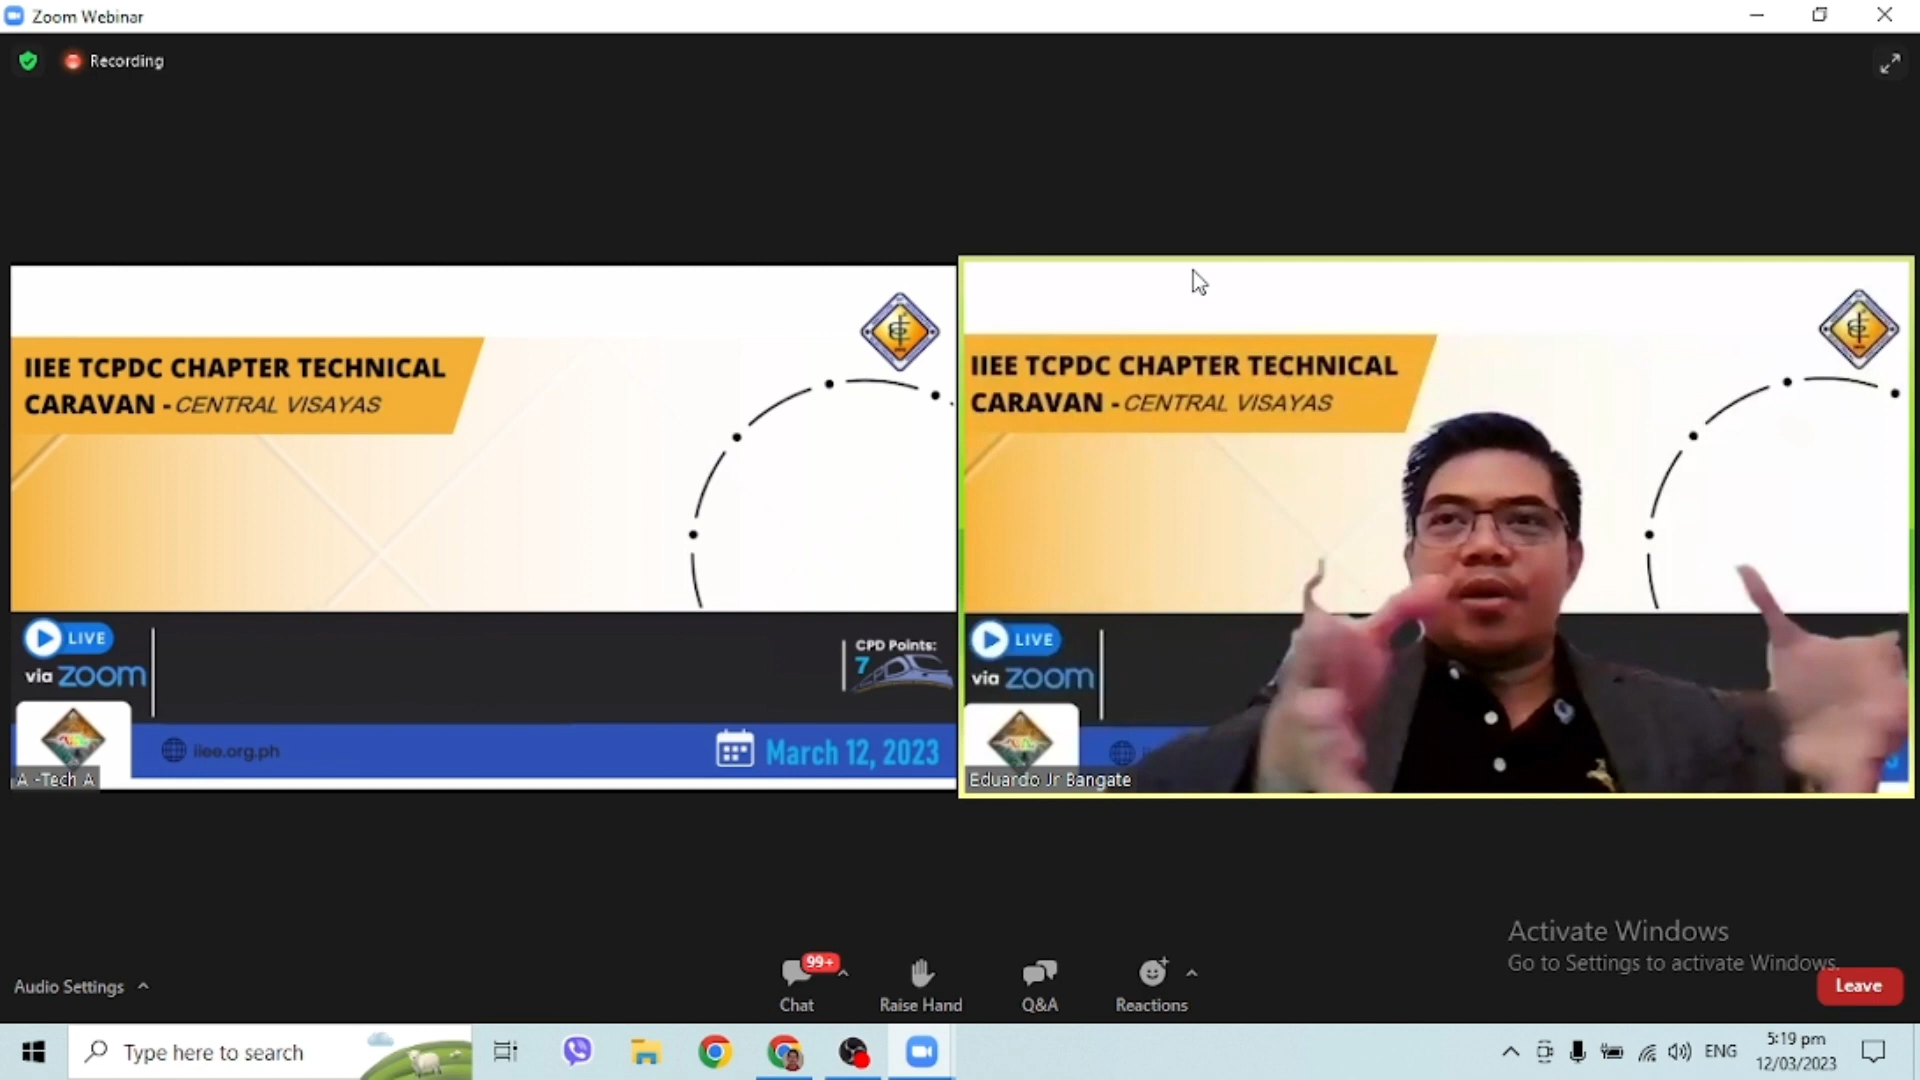 Zoom Webinar
Recording
IIEE TCPDC CHAPTER TECHNICAL
CARAVAN - CENTRAL VISAYAS
LIVE
via zoom
CPD Points:
7
iiee.org.ph
March 12, 2023
A -Tech A
IIEE TCPDC CHAPTER TECHNICAL
CARAVAN - CENTRAL VISAYAS
LIVE
via zoom
Eduardo Jr Bangate
Activate Windows
Go to Settings to activate Windows.
Audio Settings
99+
Chat
Raise Hand
Q&A
Reactions
Leave
Type here to search
ENG
5:19 pm
12/03/2023